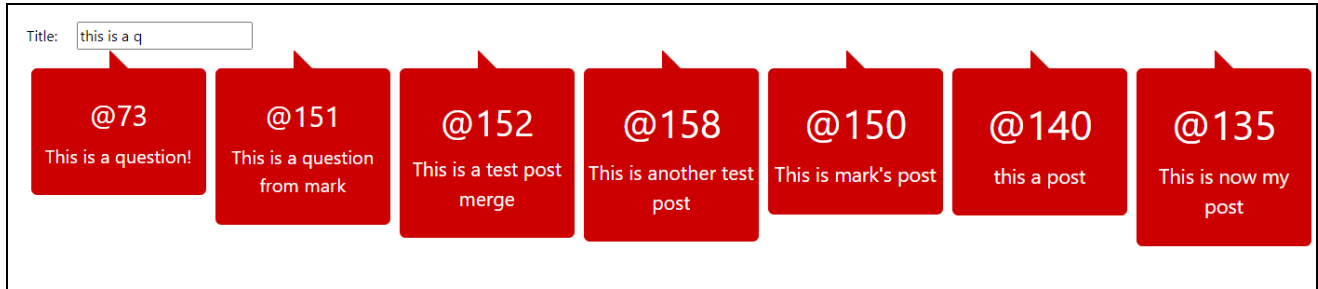 Title: this is a q
@73
This is a question!
@151
This is a question
from mark
@152
This is a test post
merge
@158
This is another test
post
@150
This is mark's post
@140
this a post
@135
This is now my
post